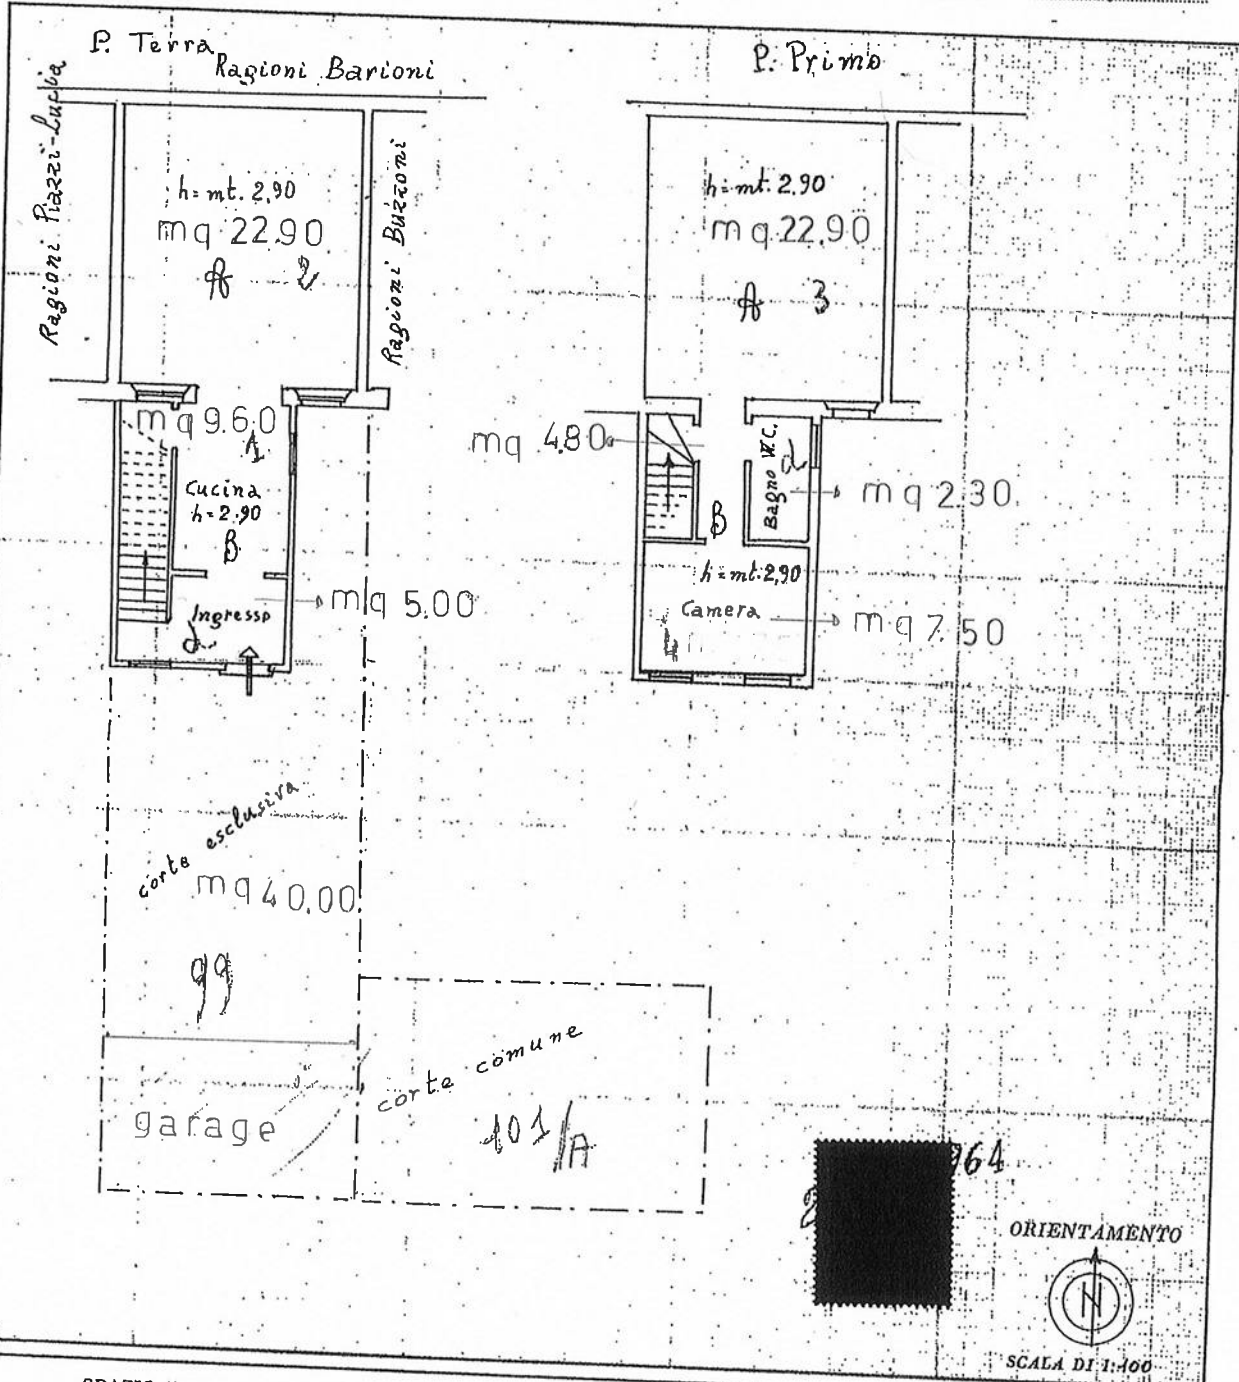 P. Terra
Ragioni Barioni
P. Primo
Ragioni Piazzi-Lucia
Ragioni Buzzoni
h= mt. 2,90
mq 22.90
A 2
h= mt. 2,90
mq 22.90
A 3
mq 9.60
1
Cucina
h= 2.90
B
mq 5.00
Ingresso
a
mq 4.80
B
Bagno W.C.
a
mq 2.30
h= mt. 2,90
Camera
mq 7.50
corte esclusiva
mq 40.00
99
garage
corte comune
101/A
964
ORIENTAMENTO
N
SCALA DI 1:100